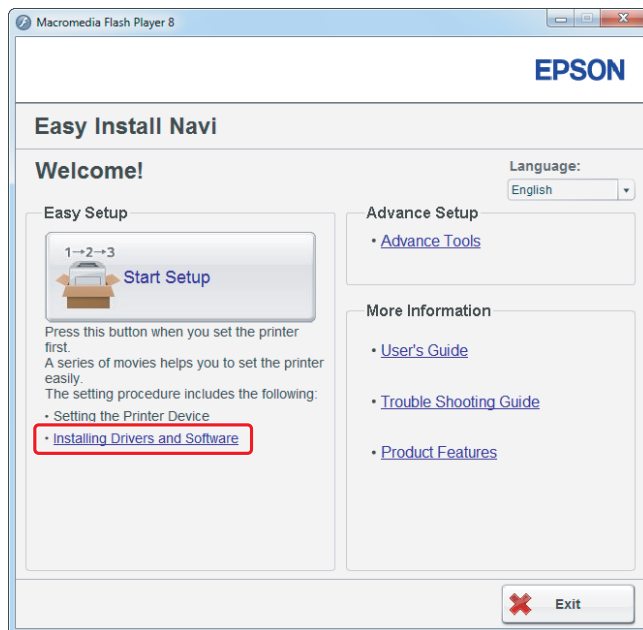 Macromedia Flash Player 8
EPSON
Easy Install Navi
Welcome!
Language:
English
Easy Setup
1→2→3
Start Setup
Press this button when you set the printer
first.
A series of movies helps you to set the printer
easily.
The setting procedure includes the following:
・Setting the Printer Device
・Installing Drivers and Software
Advance Setup
・Advance Tools
More Information
・User's Guide
・Trouble Shooting Guide
・Product Features
Exit